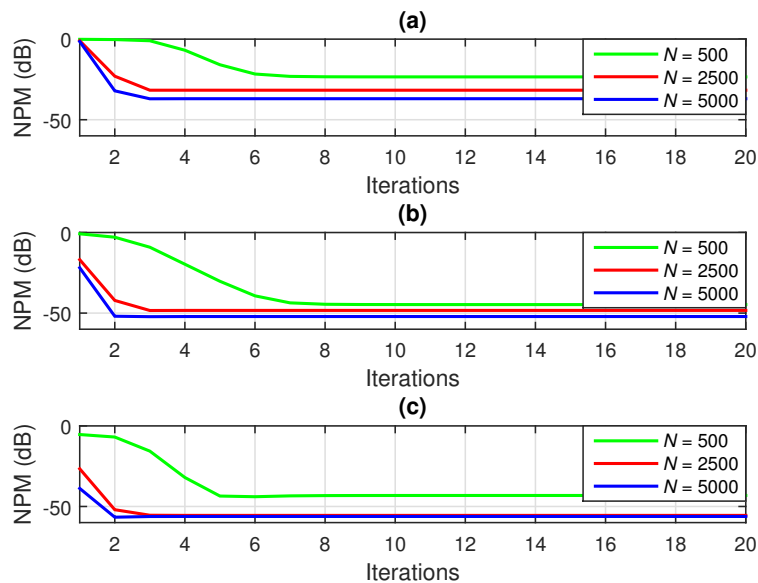 (a)
NPM (dB)
0
-50
N = 500
N = 2500
N = 5000
2 4 6 8 10 12 14 16 18 20
Iterations
(b)
NPM (dB)
0
-50
N = 500
N = 2500
N = 5000
2 4 6 8 10 12 14 16 18 20
Iterations
(c)
NPM (dB)
0
-50
N = 500
N = 2500
N = 5000
2 4 6 8 10 12 14 16 18 20
Iterations